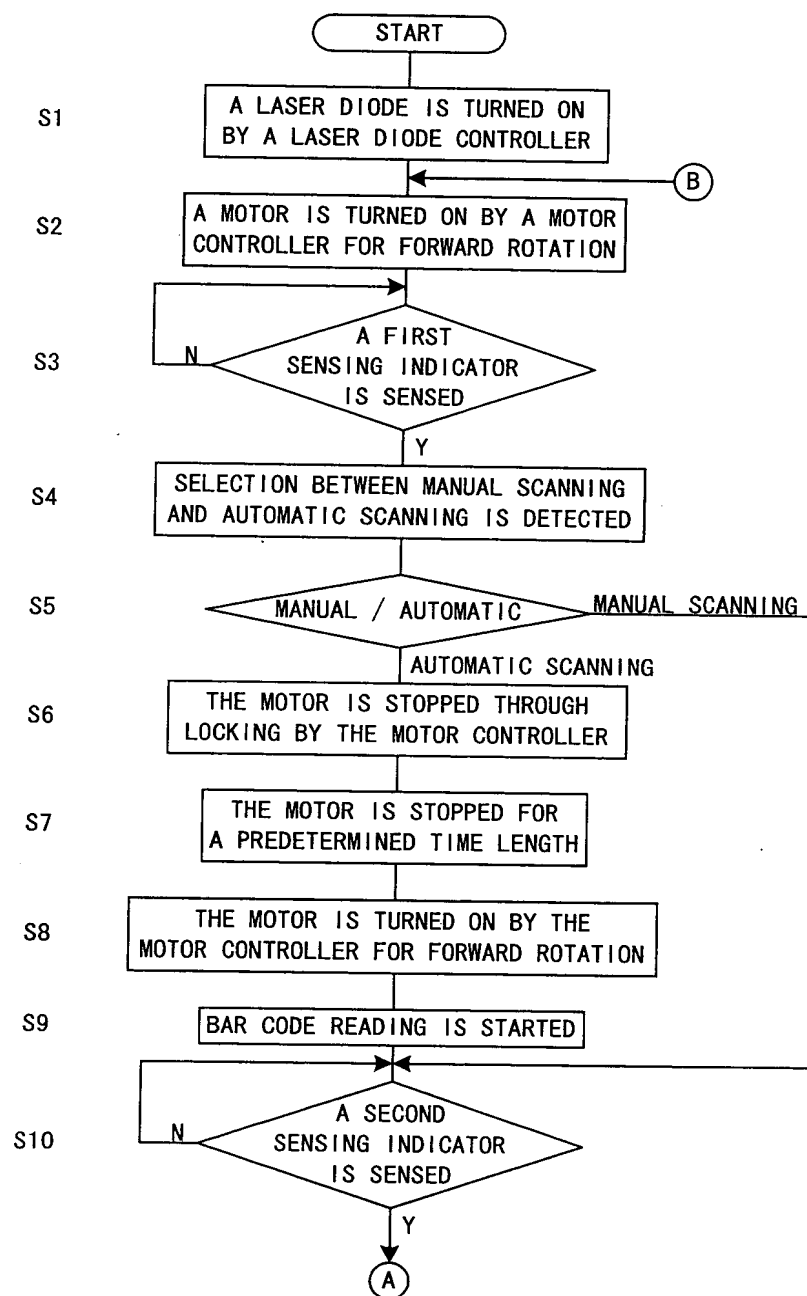 START
S1
A LASER DIODE IS TURNED ON
BY A LASER DIODE CONTROLLER
B
S2
A MOTOR IS TURNED ON BY A MOTOR
CONTROLLER FOR FORWARD ROTATION
S3
N
A FIRST
SENSING INDICATOR
IS SENSED
Y
S4
SELECTION BETWEEN MANUAL SCANNING
AND AUTOMATIC SCANNING IS DETECTED
S5
MANUAL / AUTOMATIC
MANUAL SCANNING
AUTOMATIC SCANNING
S6
THE MOTOR IS STOPPED THROUGH
LOCKING BY THE MOTOR CONTROLLER
S7
THE MOTOR IS STOPPED FOR
A PREDETERMINED TIME LENGTH
S8
THE MOTOR IS TURNED ON BY THE
MOTOR CONTROLLER FOR FORWARD ROTATION
S9
BAR CODE READING IS STARTED
S10
N
A SECOND
SENSING INDICATOR
IS SENSED
Y
A